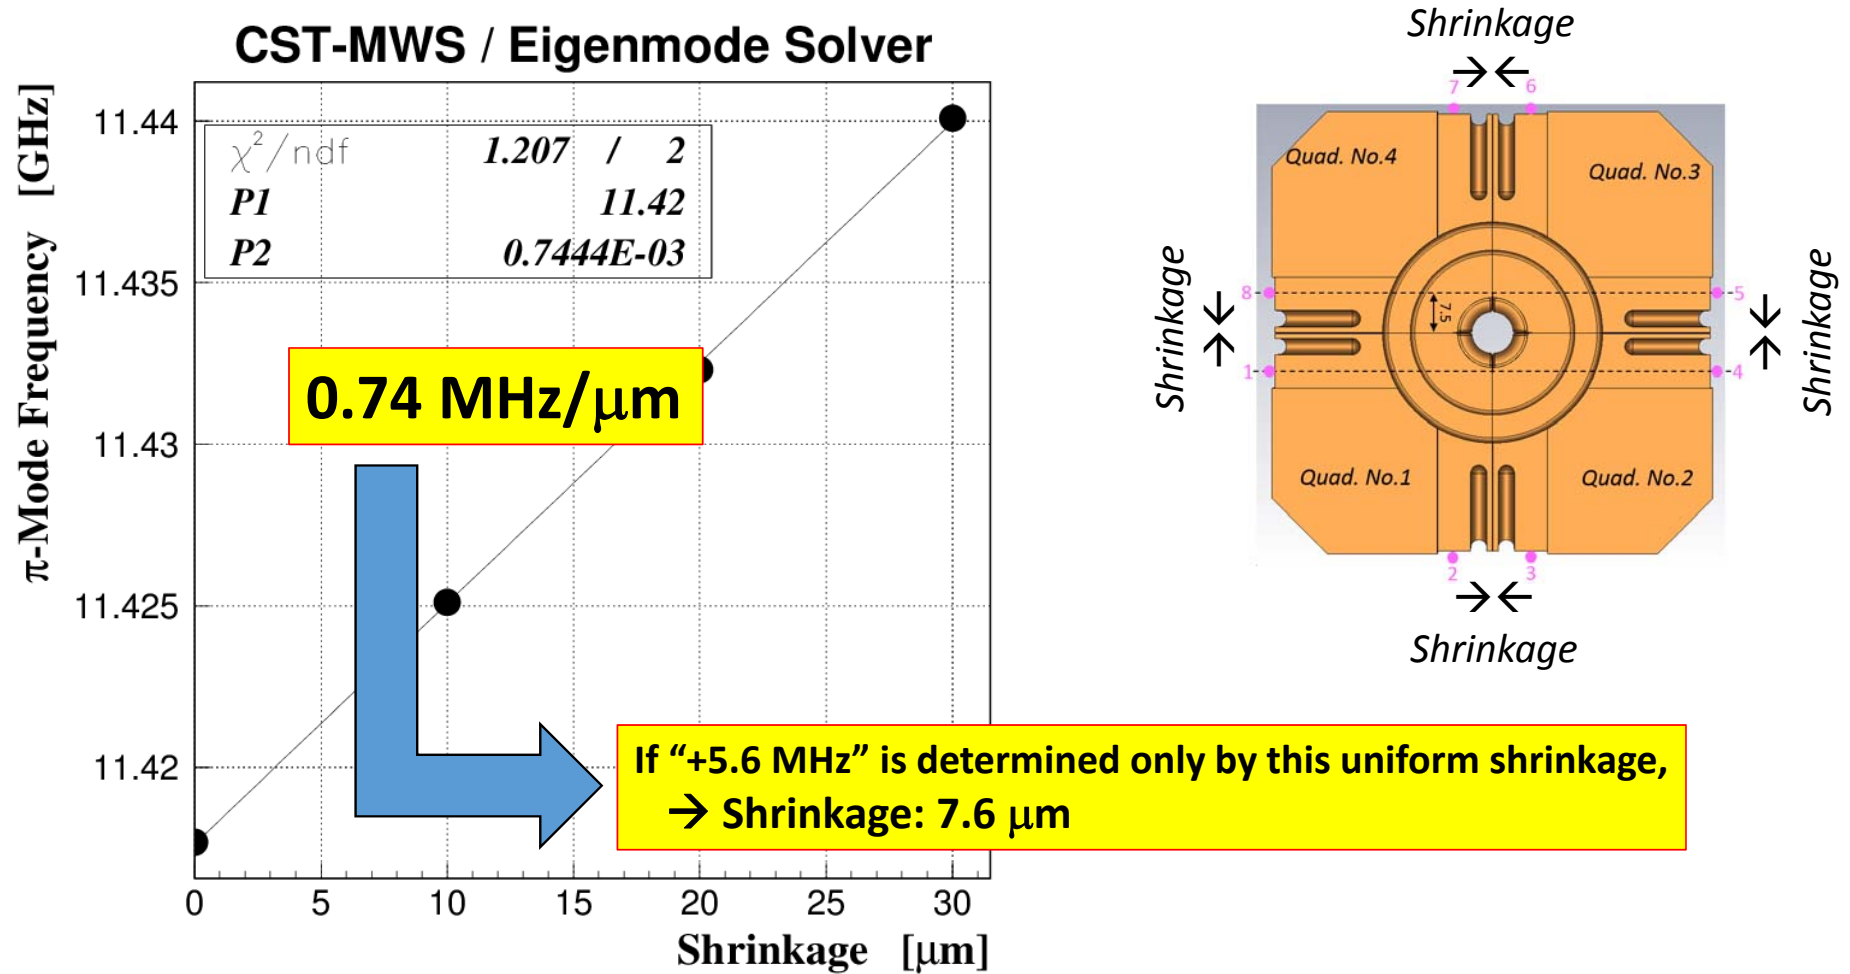 CST-MWS / Eigenmode Solver
π-Mode Frequency [GHz]
11.44
11.435
11.43
11.425
11.42
χ²/ndf 1.207 / 2
P1 11.42
P2 0.7444E-03
0.74 MHz/μm
If “+5.6 MHz” is determined only by this uniform shrinkage,
→ Shrinkage: 7.6 μm
0 5 10 15 20 25 30
Shrinkage [μm]
Shrinkage
7 6
Quad. No.4
Quad. No.3
Shrinkage
Shrinkage
8
5
7.5
1
4
Quad. No.1
Quad. No.2
2 3
Shrinkage